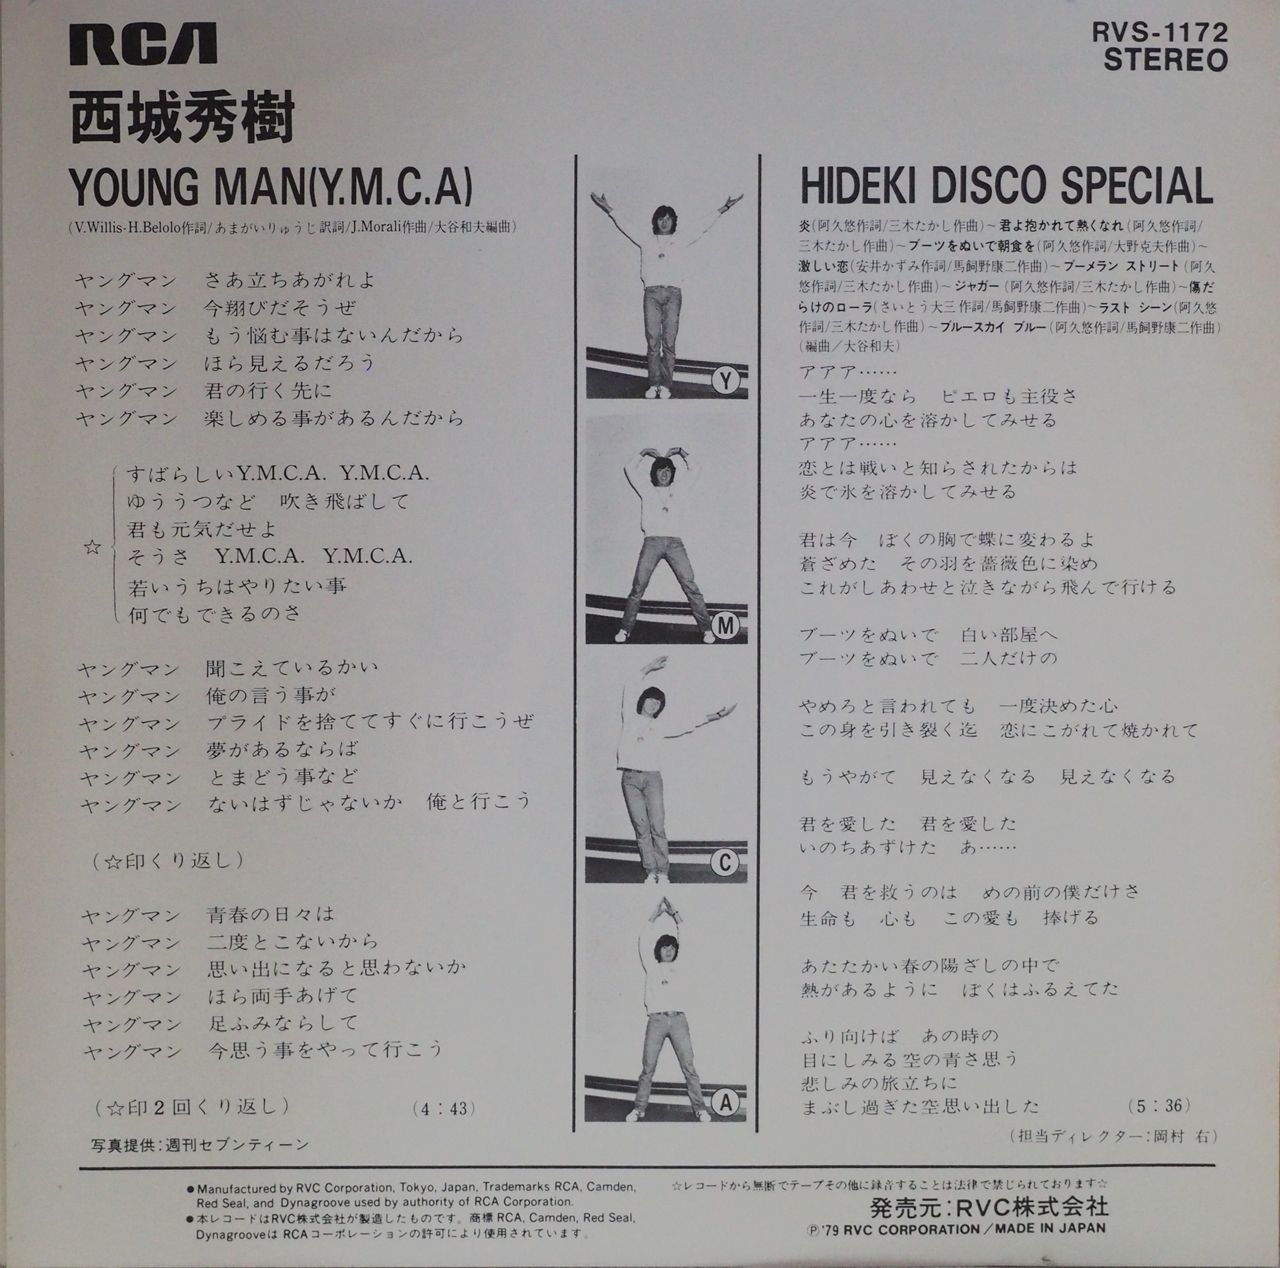 RCA
RVS-1172
STEREO
西城秀樹
YOUNG MAN(Y.M.C.A)
(V.Willis-H.Belolo作詞/あまがいりゅうじ訳詞/J.Morali作曲/大谷和夫編曲)
ヤングマン さあ立ちあがれよ
ヤングマン 今翔びだそうぜ
ヤングマン もう悩む事はないんだから
ヤングマン ほら見えるだろう
ヤングマン 君の行く先に
ヤングマン 楽しめる事があるんだから
☆
すばらしいY.M.C.A. Y.M.C.A.
ゆううつなど 吹き飛ばして
君も元気だせよ
そうさ Y.M.C.A. Y.M.C.A.
若いうちはやりたい事
何でもできるのさ
ヤングマン 聞こえているかい
ヤングマン 俺の言う事が
ヤングマン プライドを捨ててすぐに行こうぜ
ヤングマン 夢があるならば
ヤングマン とまどう事など
ヤングマン ないはずじゃないか 俺と行こう
(☆印くり返し)
ヤングマン 青春の日々は
ヤングマン 二度とこないから
ヤングマン 思い出になると思わないか
ヤングマン ほら両手あげて
ヤングマン 足ふみならして
ヤングマン 今思う事をやって行こう
(☆印2回くり返し) (4:43)
写真提供:週刊セブンティーン
Y
M
C
A
HIDEKI DISCO SPECIAL
炎(阿久悠作詞/三木たかし作曲)~君よ抱かれて熱くなれ(阿久悠作詞/
三木たかし作曲)~ブーツをぬいで朝食を(阿久悠作詞/大野克夫作曲)~
激しい恋(安井かずみ作詞/馬飼野康二作曲)~ブーメラン ストリート(阿久
悠作詞/三木たかし作曲)~ジャガー(阿久悠作詞/三木たかし作曲)~傷だ
らけのローラ(さいとう大三作詞/馬飼野康二作曲)~ラスト シーン(阿久悠
作詞/三木たかし作曲)~ブルースカイ ブルー(阿久悠作詞/馬飼野康二作曲)
(編曲/大谷和夫)
アアア……
一生一度なら ピエロも主役さ
あなたの心を溶かしてみせる
アアア……
恋とは戦いと知らされたからは
炎で氷を溶かしてみせる
君は今 ぼくの胸で蝶に変わるよ
蒼ざめた その羽を薔薇色に染め
これがしあわせと泣きながら飛んで行ける
ブーツをぬいで 白い部屋へ
ブーツをぬいで 二人だけの
やめろと言われても 一度決めた心
この身を引き裂く迄 恋にこがれて焼かれて
もうやがて 見えなくなる 見えなくなる
君を愛した 君を愛した
いのちあずけた あ……
今 君を救うのは めの前の僕だけさ
生命も 心も この愛も 捧げる
あたたかい春の陽ざしの中で
熱があるように ぼくはふるえてた
ふり向けば あの時の
目にしみる空の青さ思う
悲しみの旅立ちに
まぶし過ぎた空思い出した (5:36)
(担当ディレクター:岡村 右)
●Manufactured by RVC Corporation, Tokyo, Japan, Trademarks RCA, Camden,
Red Seal, and Dynagroove used by authority of RCA Corporation.
●本レコードはRVC株式会社が製造したものです。商標 RCA, Camden, Red Seal,
DynagrooveはRCAコーポレーションの許可により使用されています。
☆レコードから無断でテープその他に録音することは法律で禁じられております☆
発売元:RVC株式会社
Ⓟ'79 RVC CORPORATION/MADE IN JAPAN